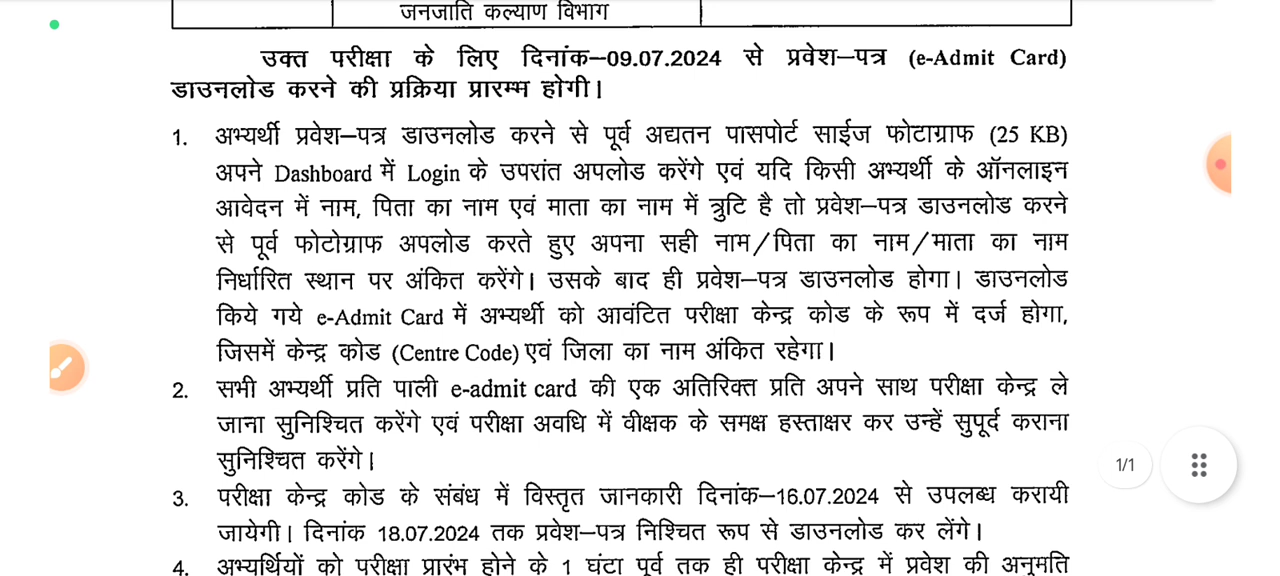 जनजाति कल्याण विभाग
उक्त परीक्षा के लिए दिनांक–09.07.2024 से प्रवेश–पत्र (e-Admit Card)
डाउनलोड करने की प्रक्रिया प्रारम्भ होगी।
1. अभ्यर्थी प्रवेश–पत्र डाउनलोड करने से पूर्व अद्यतन पासपोर्ट साईज फोटोग्राफ (25 KB)
अपने Dashboard में Login के उपरांत अपलोड करेंगे एवं यदि किसी अभ्यर्थी के ऑनलाइन
आवेदन में नाम, पिता का नाम एवं माता का नाम में त्रुटि है तो प्रवेश–पत्र डाउनलोड करने
से पूर्व फोटोग्राफ अपलोड करते हुए अपना सही नाम/पिता का नाम/माता का नाम
निर्धारित स्थान पर अंकित करेंगे। उसके बाद ही प्रवेश–पत्र डाउनलोड होगा। डाउनलोड
किये गये e-Admit Card में अभ्यर्थी को आवंटित परीक्षा केन्द्र कोड के रूप में दर्ज होगा,
जिसमें केन्द्र कोड (Centre Code) एवं जिला का नाम अंकित रहेगा।
2. सभी अभ्यर्थी प्रति पाली e-admit card की एक अतिरिक्त प्रति अपने साथ परीक्षा केन्द्र ले
जाना सुनिश्चित करेंगे एवं परीक्षा अवधि में वीक्षक के समक्ष हस्ताक्षर कर उन्हें सुपूर्द कराना
सुनिश्चित करेंगे।
1/1
3. परीक्षा केन्द्र कोड के संबंध में विस्तृत जानकारी दिनांक–16.07.2024 से उपलब्ध करायी
जायेगी। दिनांक 18.07.2024 तक प्रवेश–पत्र निश्चित रूप से डाउनलोड कर लेंगे।
4. अभ्यर्थियों को परीक्षा प्रारंभ होने के 1 घंटा पूर्व तक ही परीक्षा केन्द्र में प्रवेश की अनुमति